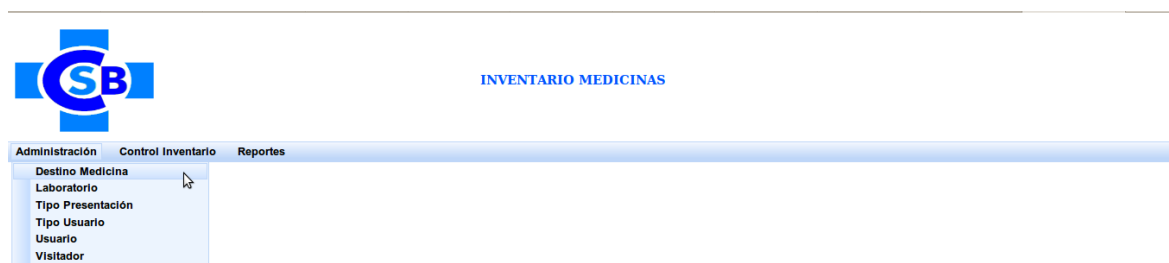 CSB
INVENTARIO MEDICINAS
Administración Control Inventario Reportes
Destino Medicina
Laboratorio
Tipo Presentación
Tipo Usuario
Usuario
Visitador